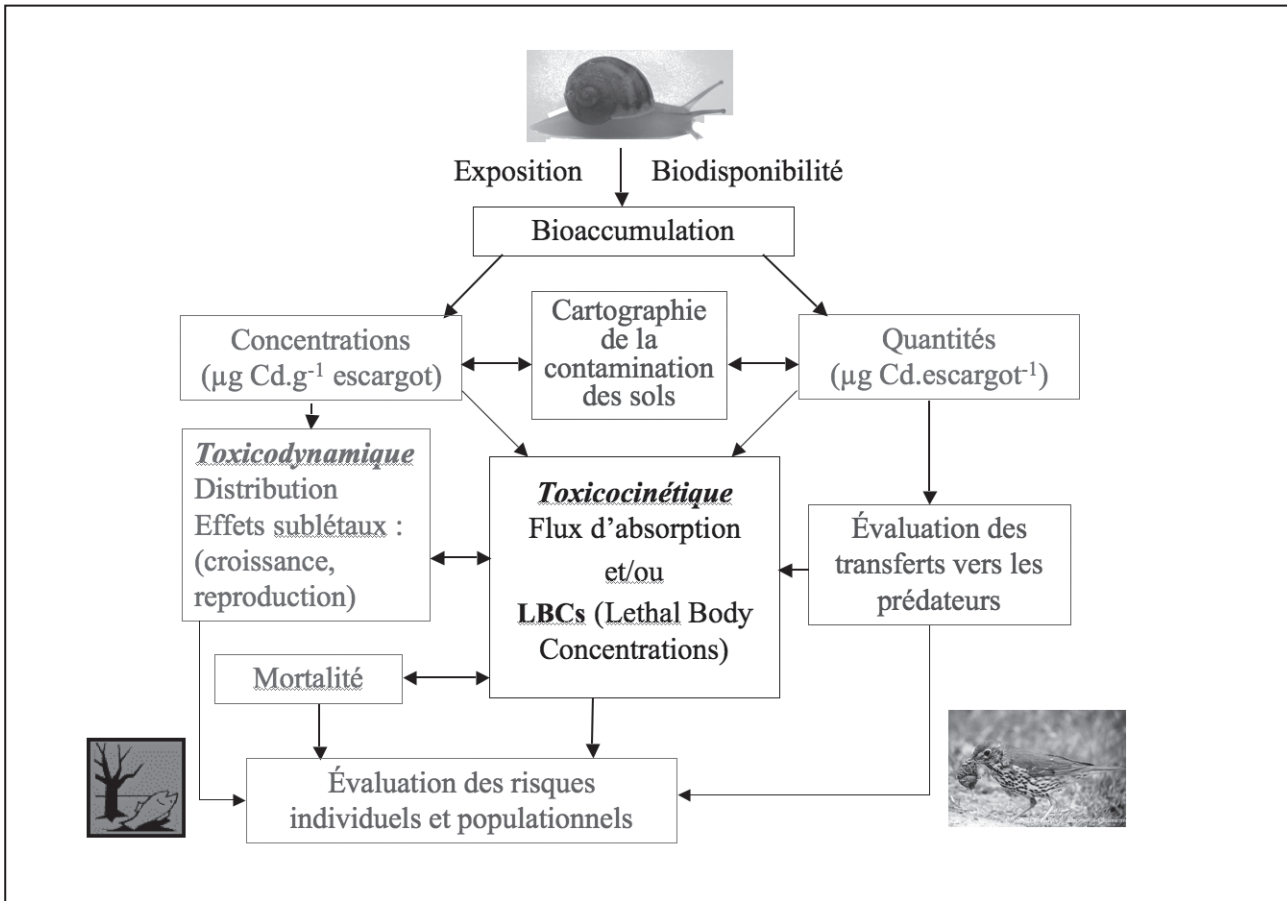 Exposition
Biodisponibilité
Bioaccumulation
Concentrations
(µg Cd.g⁻¹ escargot)
Cartographie
de la
contamination
des sols
Quantités
(µg Cd.escargot⁻¹)
Toxicodynamique
Distribution
Effets sublétaux :
(croissance,
reproduction)
Toxicocinétique
Flux d’absorption
et/ou
LBCs (Lethal Body
Concentrations)
Évaluation des
transferts vers les
prédateurs
Mortalité
Évaluation des risques
individuels et populationnels